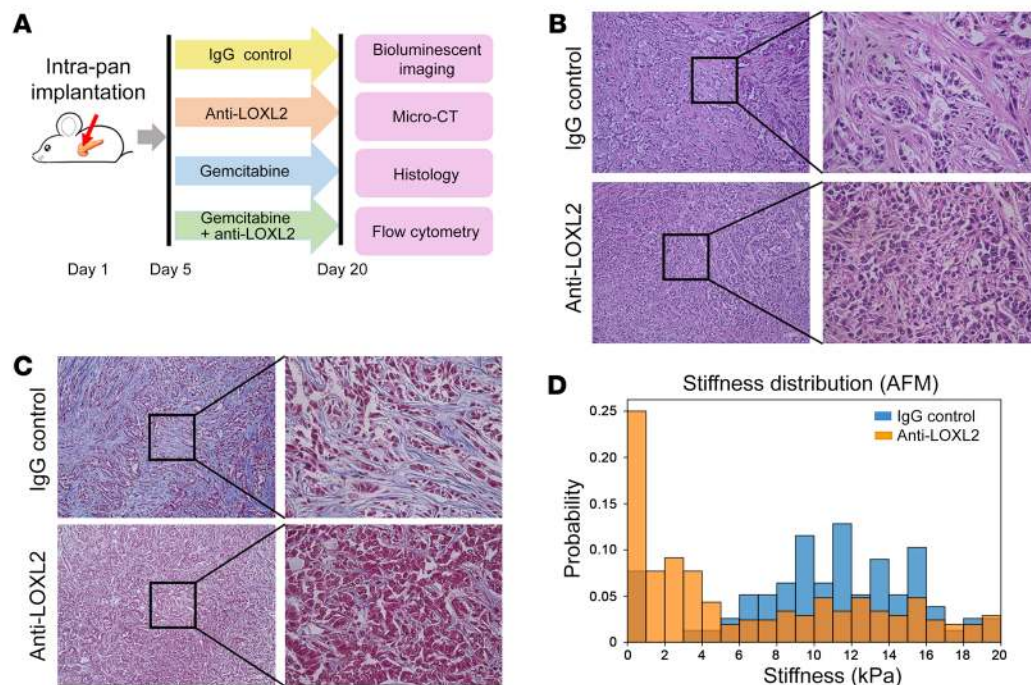 A
Intra-pan
implantation
IgG control
Anti-LOXL2
Gemcitabine
Gemcitabine
+ anti-LOXL2
Bioluminescent
imaging
Micro-CT
Histology
Flow cytometry
Day 1
Day 5
Day 20
B
IgG control
Anti-LOXL2
C
IgG control
Anti-LOXL2
D
Stiffness distribution (AFM)
IgG control
Anti-LOXL2
Probability
0.25
0.20
0.15
0.10
0.05
0
0 2 4 6 8 10 12 14 16 18 20
Stiffness (kPa)